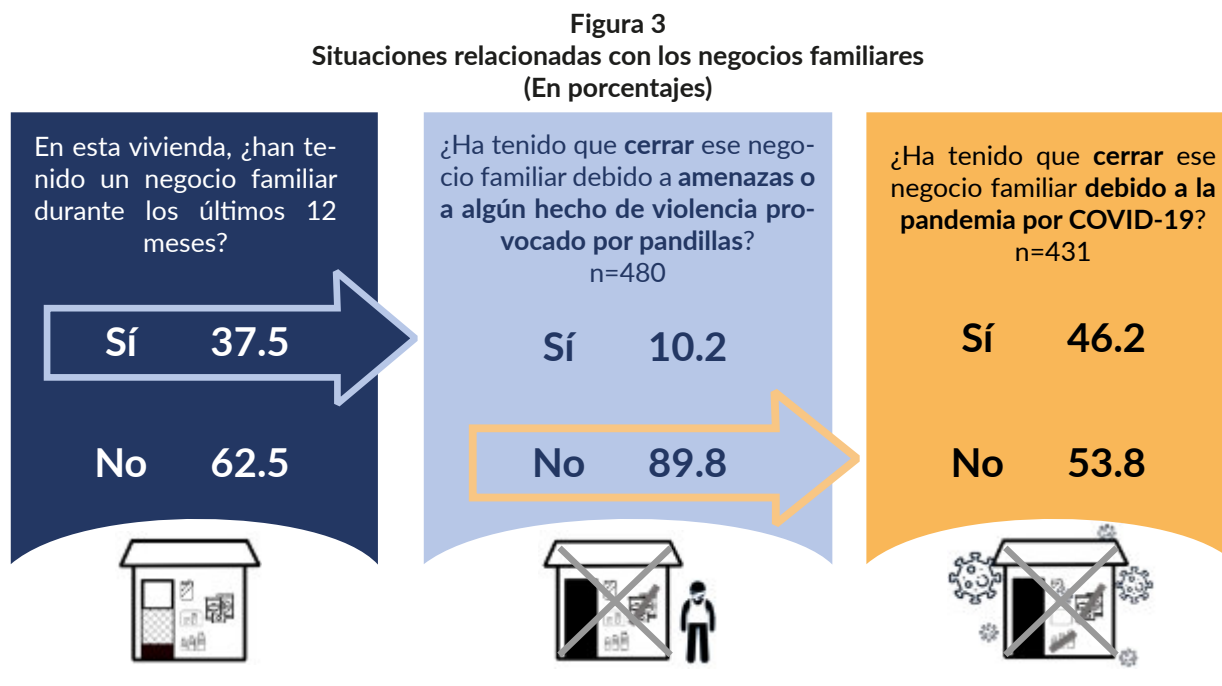 Figura 3
Situaciones relacionadas con los negocios familiares
(En porcentajes)
En esta vivienda, ¿han te-
nido un negocio familiar
durante los últimos 12
meses?
Sí 37.5
No 62.5
¿Ha tenido que cerrar ese nego-
cio familiar debido a amenazas o
a algún hecho de violencia pro-
vocado por pandillas?
n=480
Sí 10.2
No 89.8
¿Ha tenido que cerrar ese
negocio familiar debido a la
pandemia por COVID-19?
n=431
Sí 46.2
No 53.8